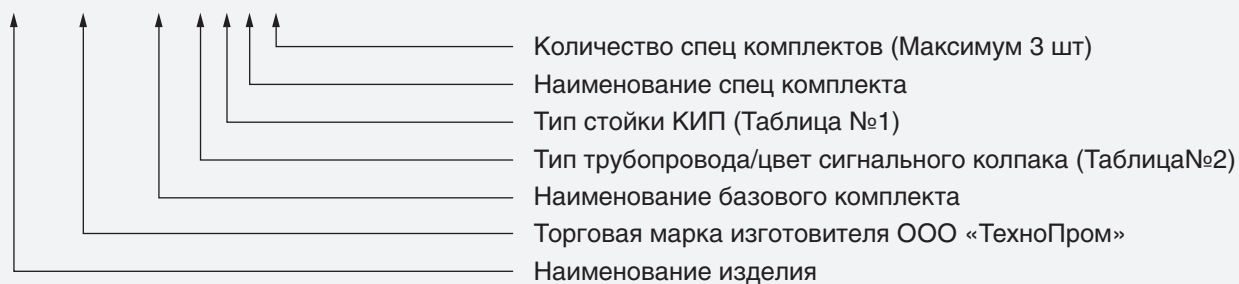 Количество спец комплектов (Максимум 3 шт)
Наименование спец комплекта
Тип стойки КИП (Таблица №1)
Тип трубопровода/цвет сигнального колпака (Таблица№2)
Наименование базового комплекта
Торговая марка изготовителя ООО «ТехноПром»
Наименование изделия